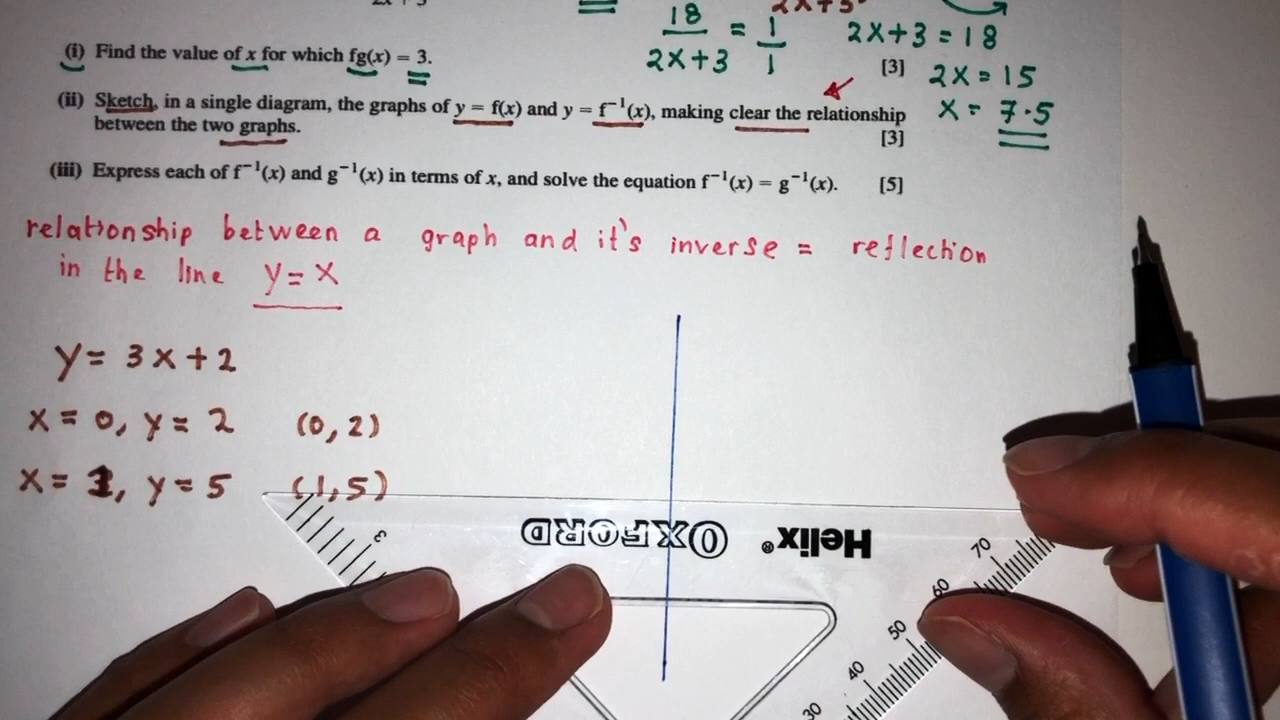 18
2x+3 = 1
1
2x+3 = 18
2x = 15
x = 7.5
(i) Find the value of x for which fg(x) = 3.
[3]
(ii) Sketch, in a single diagram, the graphs of y = f(x) and y = f⁻¹(x), making clear the relationship
between the two graphs.
[3]
(iii) Express each of f⁻¹(x) and g⁻¹(x) in terms of x, and solve the equation f⁻¹(x) = g⁻¹(x). [5]
relationship between a graph and it's inverse = reflection
in the line y = x
y = 3x + 2
x = 0, y = 2 (0, 2)
x = 1, y = 5 (1, 5)
3
OXFORD
Helix®
70
60
50
40
30